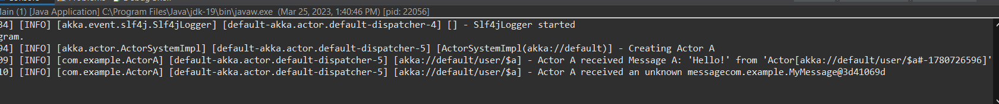 Main (1) [Java Application] C:\Program Files\Java\jdk-19\bin\javaw.exe (Mar 25, 2023, 1:40:46 PM) [pid: 22056]
34] [INFO] [akka.event.slf4j.Slf4jLogger] [default-akka.actor.default-dispatcher-4] [] - Slf4jLogger started
gram.
94] [INFO] [akka.actor.ActorSystemImpl] [default-akka.actor.default-dispatcher-5] [ActorSystemImpl(akka://default)] - Creating Actor A
09] [INFO] [com.example.ActorA] [default-akka.actor.default-dispatcher-5] [akka://default/user/$a] - Actor A received Message A: 'Hello!' from 'Actor[akka://default/user/$a#-1780726596]'
10] [INFO] [com.example.ActorA] [default-akka.actor.default-dispatcher-5] [akka://default/user/$a] - Actor A received an unknown messagecom.example.MyMessage@3d41069d